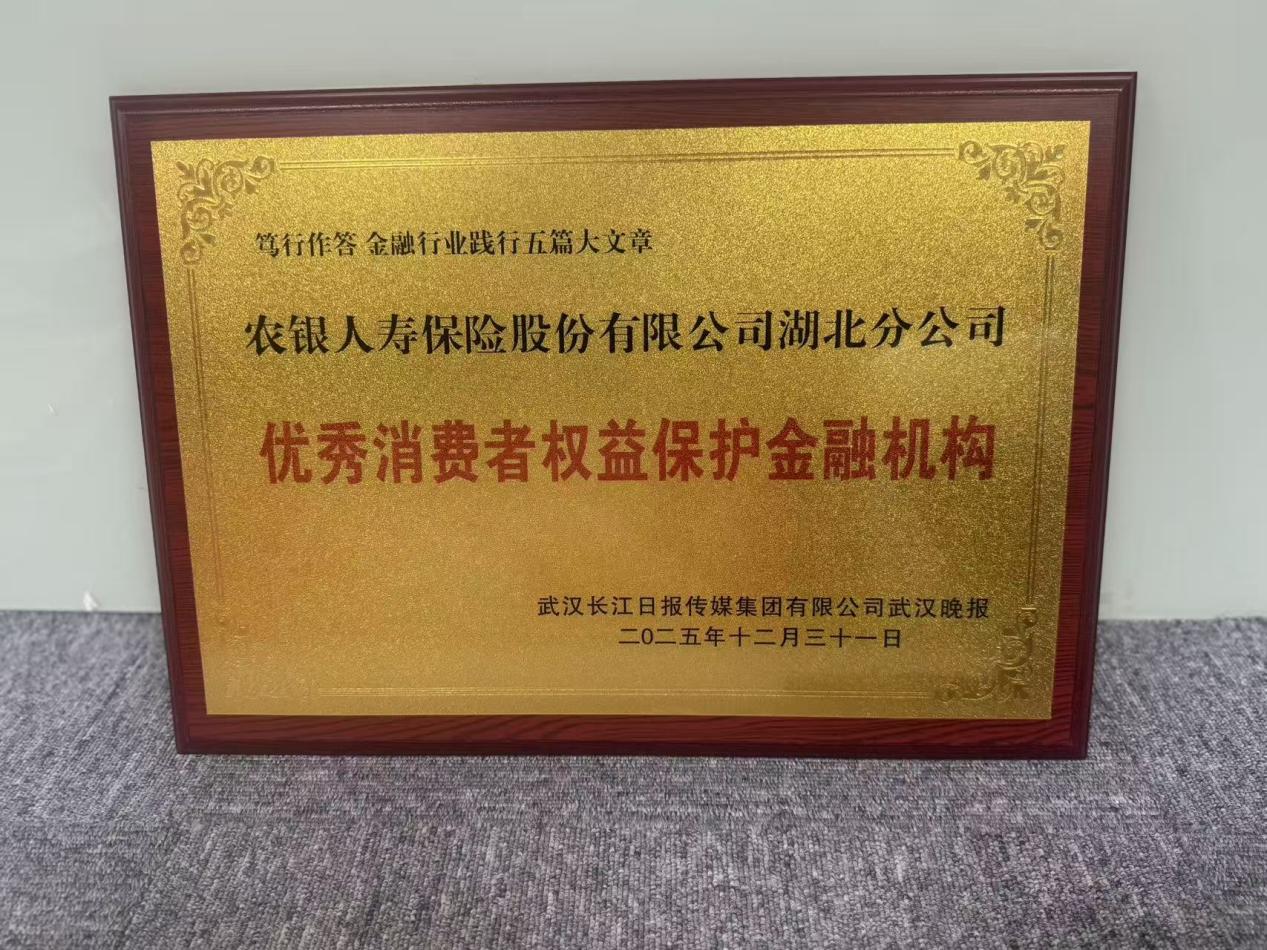 笃行作答 金融行业践行五篇大文章
农银人寿保险股份有限公司湖北分公司
优秀消费者权益保护金融机构
武汉长江日报传媒集团有限公司武汉晚报
二〇二五年十二月三十一日